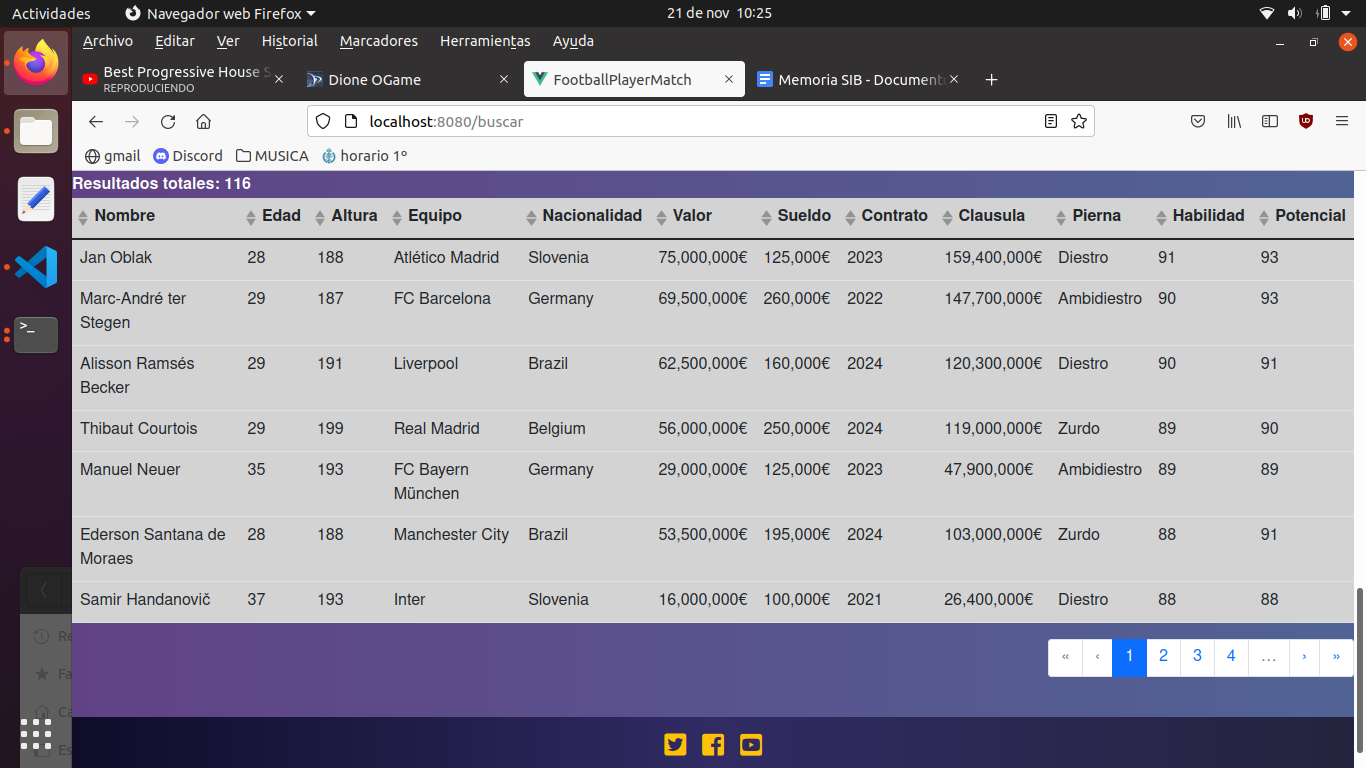 Actividades Navegador web Firefox 21 de nov 10:25
Archivo Editar Ver Historial Marcadores Herramientas Ayuda
Best Progressive House
REPRODUCIENDO
Dione OGame
FootballPlayerMatch
Memoria SIB - Document
localhost:8080/buscar
gmail Discord MUSICA horario 1º
Resultados totales: 116
Nombre Edad Altura Equipo Nacionalidad Valor Sueldo Contrato Clausula Pierna Habilidad Potencial
Jan Oblak 28 188 Atlético Madrid Slovenia 75,000,000€ 125,000€ 2023 159,400,000€ Diestro 91 93
Marc-André ter 29 187 FC Barcelona Germany 69,500,000€ 260,000€ 2022 147,700,000€ Ambidiestro 90 93
Stegen
Alisson Ramsés 29 191 Liverpool Brazil 62,500,000€ 160,000€ 2024 120,300,000€ Diestro 90 91
Becker
Thibaut Courtois 29 199 Real Madrid Belgium 56,000,000€ 250,000€ 2024 119,000,000€ Zurdo 89 90
Manuel Neuer 35 193 FC Bayern Germany 29,000,000€ 125,000€ 2023 47,900,000€ Ambidiestro 89 89
München
Ederson Santana de 28 188 Manchester City Brazil 53,500,000€ 195,000€ 2024 103,000,000€ Zurdo 88 91
Moraes
Samir Handanovič 37 193 Inter Slovenia 16,000,000€ 100,000€ 2021 26,400,000€ Diestro 88 88
« ‹ 1 2 3 4 … › »